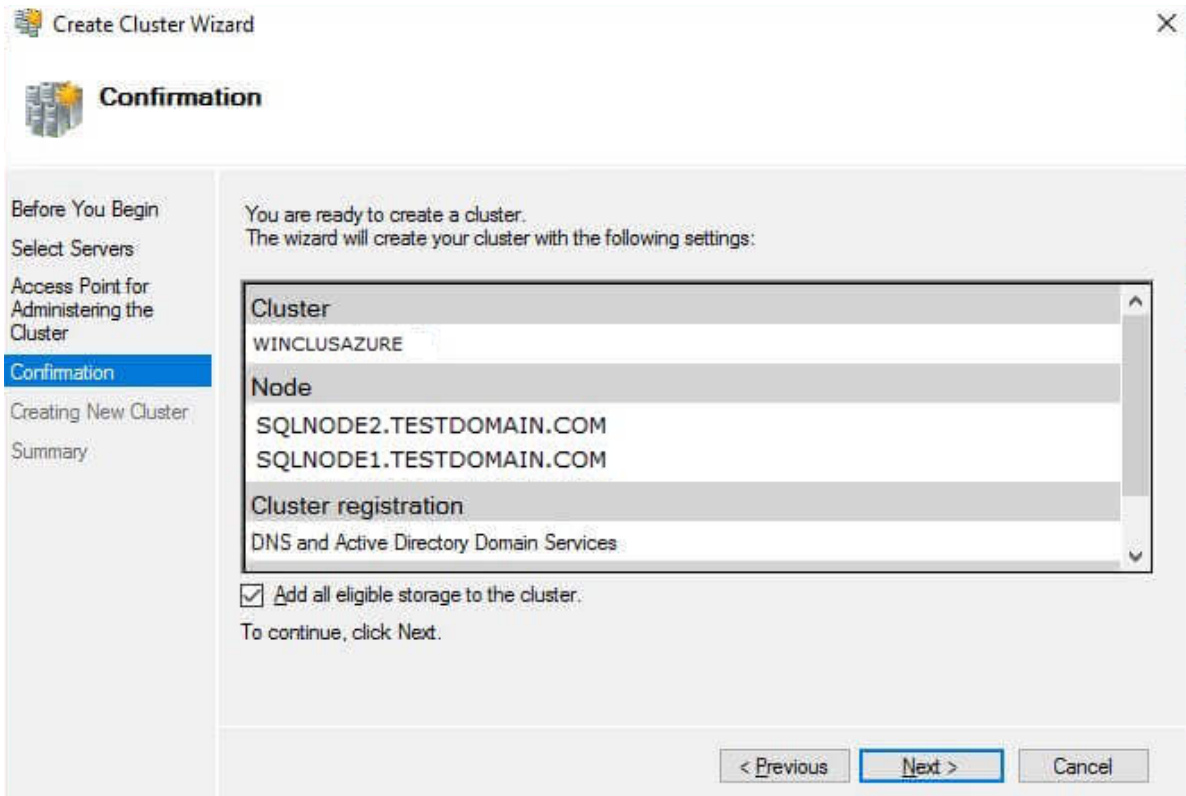 Create Cluster Wizard
Confirmation
Before You Begin
Select Servers
Access Point for
Administering the
Cluster
Confirmation
Creating New Cluster
Summary
You are ready to create a cluster.
The wizard will create your cluster with the following settings:
Cluster
WINCLUSAZURE
Node
SQLNODE2.TESTDOMAIN.COM
SQLNODE1.TESTDOMAIN.COM
Cluster registration
DNS and Active Directory Domain Services
Add all eligible storage to the cluster.
To continue, click Next.
< Previous
Next >
Cancel